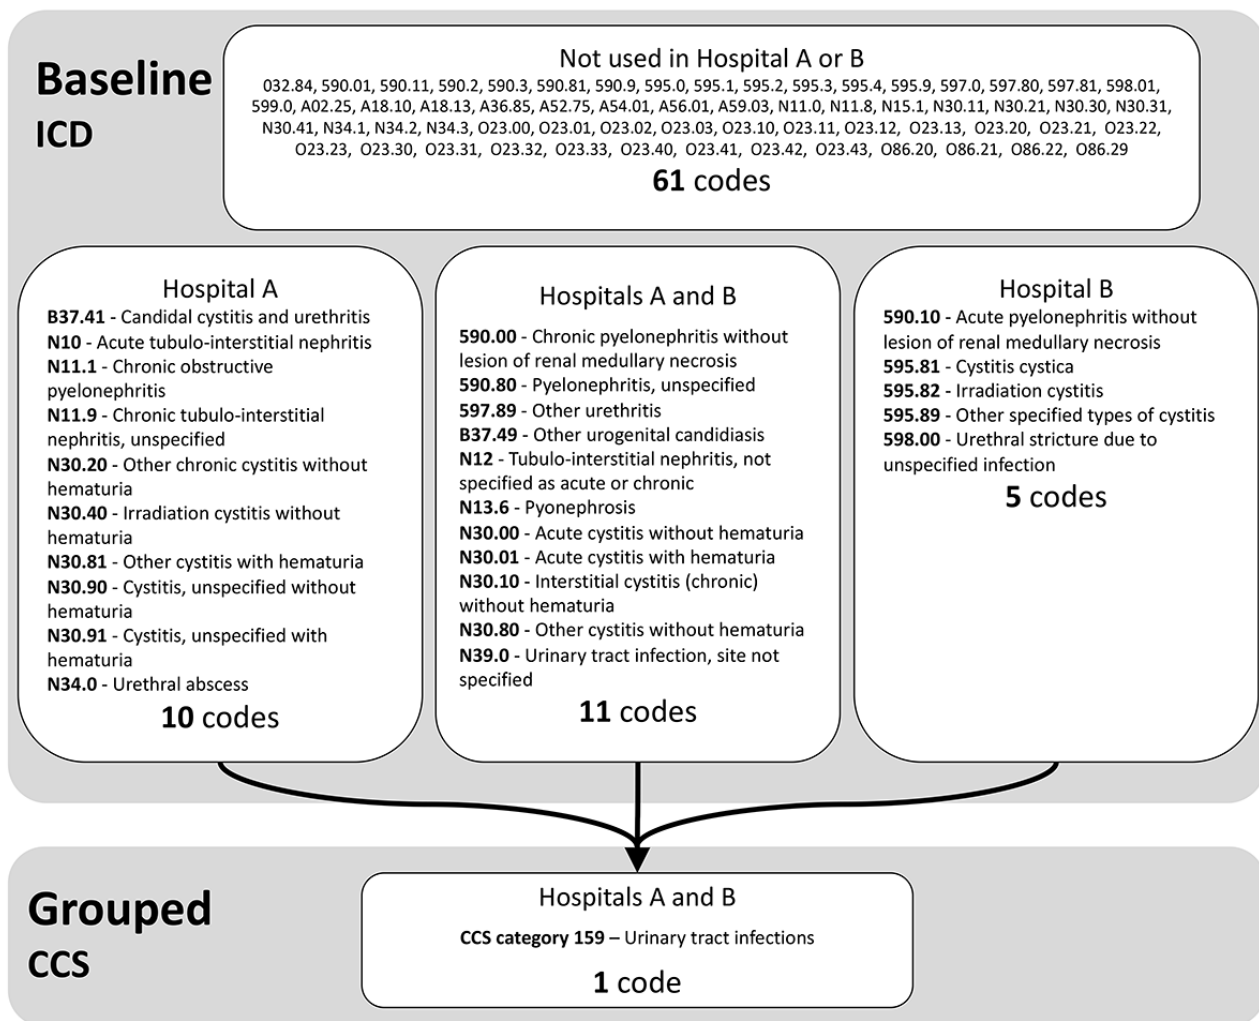 Baseline
ICD
Not used in Hospital A or B
032.84, 590.01, 590.11, 590.2, 590.3, 590.81, 590.9, 595.0, 595.1, 595.2, 595.3, 595.4, 595.9, 597.0, 597.80, 597.81, 598.01,
599.0, A02.25, A18.10, A18.13, A36.85, A52.75, A54.01, A56.01, A59.03, N11.0, N11.8, N15.1, N30.11, N30.21, N30.30, N30.31,
N30.41, N34.1, N34.2, N34.3, O23.00, O23.01, O23.02, O23.03, O23.10, O23.11, O23.12, O23.13, O23.20, O23.21, O23.22,
O23.23, O23.30, O23.31, O23.32, O23.33, O23.40, O23.41, O23.42, O23.43, O86.20, O86.21, O86.22, O86.29
61 codes
Hospital A
B37.41 - Candidal cystitis and urethritis
N10 - Acute tubulo-interstitial nephritis
N11.1 - Chronic obstructive
pyelonephritis
N11.9 - Chronic tubulo-interstitial
nephritis, unspecified
N30.20 - Other chronic cystitis without
hematuria
N30.40 - Irradiation cystitis without
hematuria
N30.81 - Other cystitis with hematuria
N30.90 - Cystitis, unspecified without
hematuria
N30.91 - Cystitis, unspecified with
hematuria
N34.0 - Urethral abscess
10 codes
Hospitals A and B
590.00 - Chronic pyelonephritis without
lesion of renal medullary necrosis
590.80 - Pyelonephritis, unspecified
597.89 - Other urethritis
B37.49 - Other urogenital candidiasis
N12 - Tubulo-interstitial nephritis, not
specified as acute or chronic
N13.6 - Pyonephrosis
N30.00 - Acute cystitis without hematuria
N30.01 - Acute cystitis with hematuria
N30.10 - Interstitial cystitis (chronic)
without hematuria
N30.80 - Other cystitis without hematuria
N39.0 - Urinary tract infection, site not
specified
11 codes
Hospital B
590.10 - Acute pyelonephritis without
lesion of renal medullary necrosis
595.81 - Cystitis cystica
595.82 - Irradiation cystitis
595.89 - Other specified types of cystitis
598.00 - Urethral stricture due to
unspecified infection
5 codes
Grouped
CCS
Hospitals A and B
CCS category 159 – Urinary tract infections
1 code